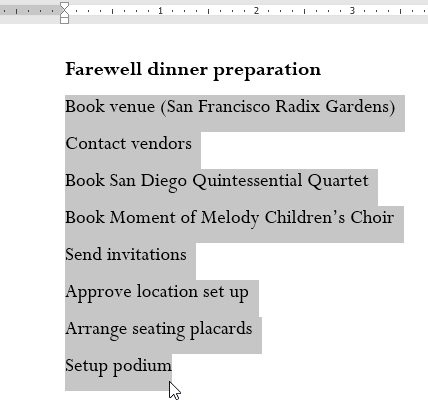 1 2 3
Farewell dinner preparation
Book venue (San Francisco Radix Gardens)
Contact vendors
Book San Diego Quintessential Quartet
Book Moment of Melody Children’s Choir
Send invitations
Approve location set up
Arrange seating placards
Setup podium